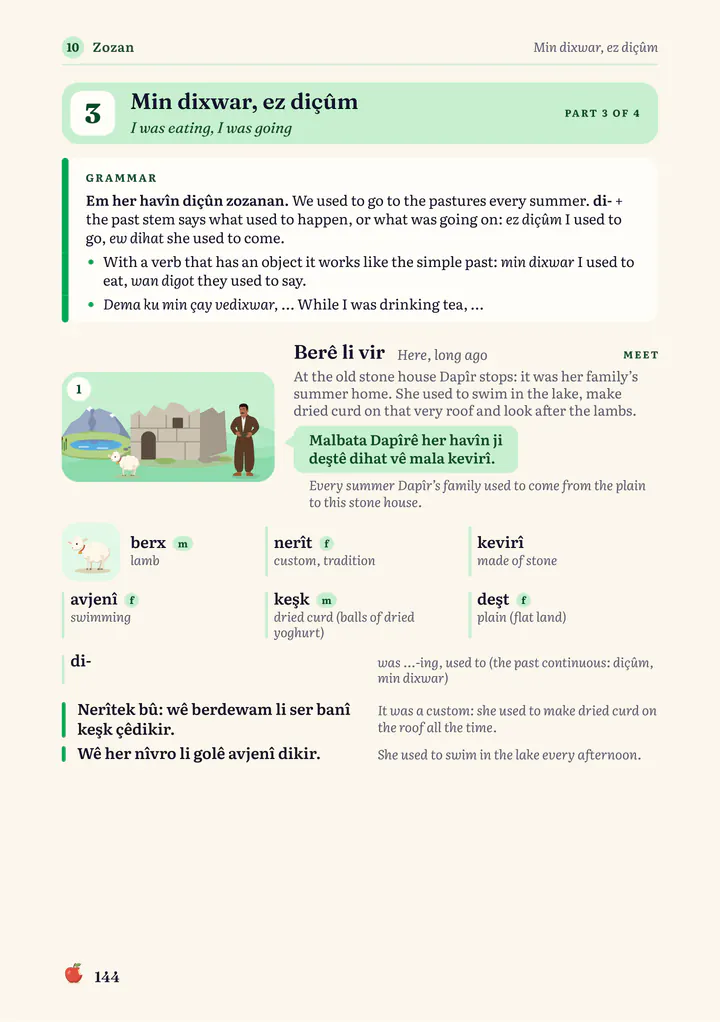 10 Zozan
Min dixwar, ez diçûm
3
Min dixwar, ez diçûm
I was eating, I was going
PART 3 OF 4
GRAMMAR
Em her havîn diçûn zozanan. We used to go to the pastures every summer. di- +
the past stem says what used to happen, or what was going on: ez diçûm I used to
go, ew dihat she used to come.
• With a verb that has an object it works like the simple past: min dixwar I used to
eat, wan digot they used to say.
• Dema ku min çay vedixwar, … While I was drinking tea, …
Berê li vir Here, long ago
MEET
1
At the old stone house Dapîr stops: it was her family’s
summer home. She used to swim in the lake, make
dried curd on that very roof and look after the lambs.
Malbata Dapîrê her havîn ji
deştê dihat vê mala kevirî.
Every summer Dapîr’s family used to come from the plain
to this stone house.
berx m
lamb
nerît f
custom, tradition
kevirî
made of stone
avjenî f
swimming
keşk m
dried curd (balls of dried
yoghurt)
deşt f
plain (flat land)
di-
was …-ing, used to (the past continuous: diçûm,
min dixwar)
Nerîtek bû: wê berdewam li ser banî
keşk çêdikir.
It was a custom: she used to make dried curd on
the roof all the time.
Wê her nîvro li golê avjenî dikir.
She used to swim in the lake every afternoon.
144